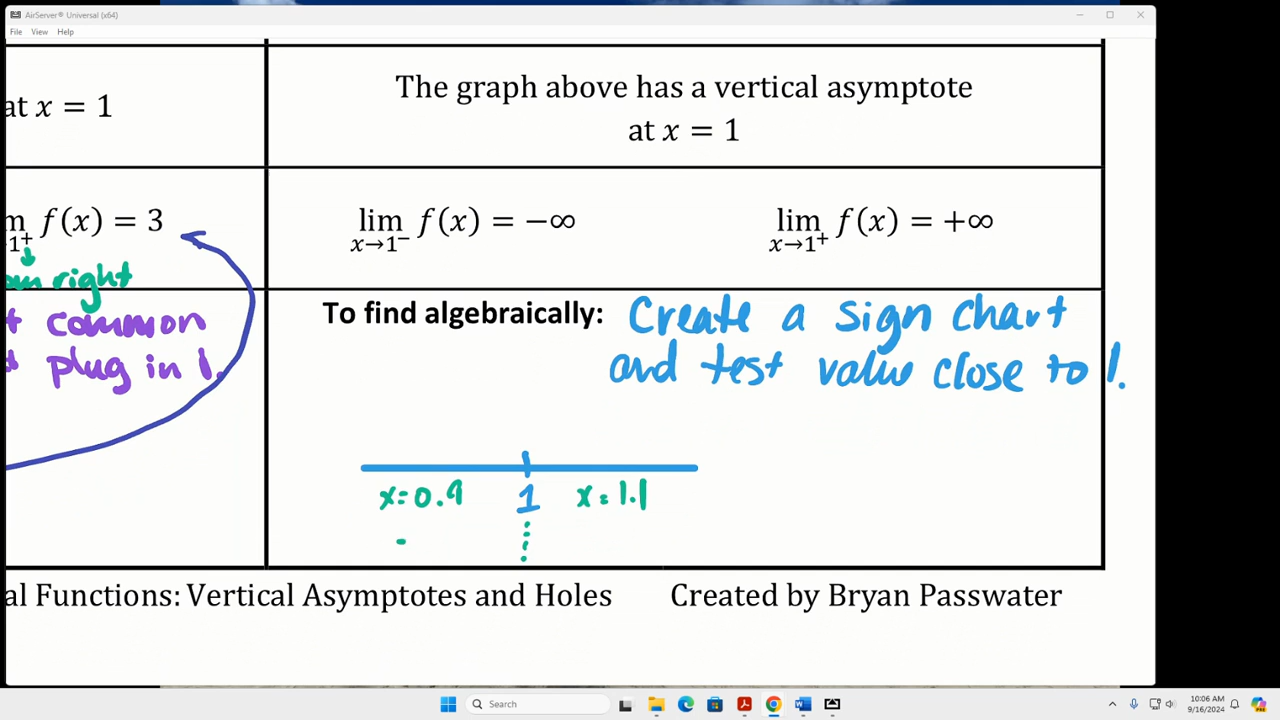 AirServer® Universal (x64)
File View Help
at x = 1
The graph above has a vertical asymptote
at x = 1
m f(x) = 3
→1⁺
lim f(x) = −∞
x→1⁻
lim f(x) = +∞
x→1⁺
om right
common
plug in 1.
To find algebraically: Create a sign chart
and test value close to 1.
x=0.9 1 x=1.1
-
al Functions: Vertical Asymptotes and Holes Created by Bryan Passwater
Search
10:06 AM
9/16/2024